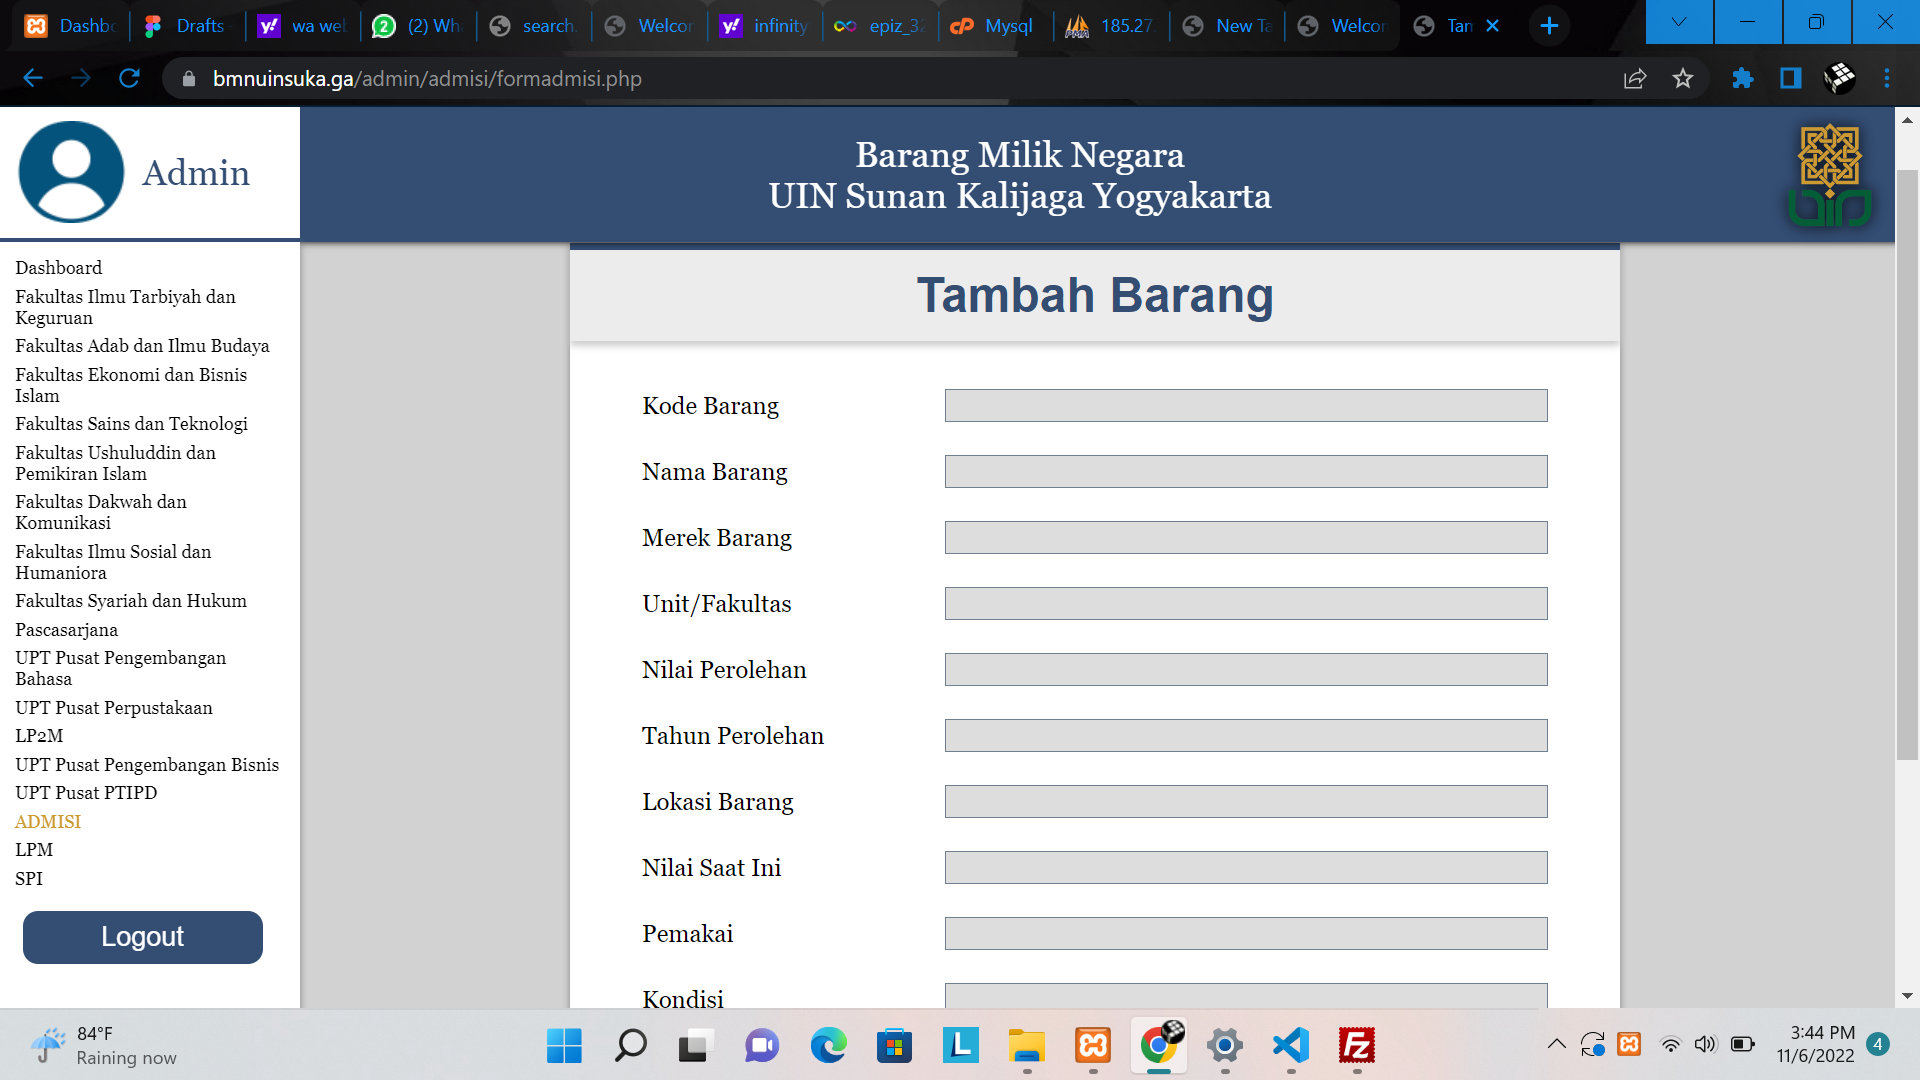 Dashbo
Drafts
wa we
(2) Wh
search.
Welcor
infinity
epiz_32
Mysql
185.27
New Ta
Welcor
Tan
bmnuinsuka.ga/admin/admisi/formadmisi.php
Admin
Barang Milik Negara
UIN Sunan Kalijaga Yogyakarta
Dashboard
Fakultas Ilmu Tarbiyah dan
Keguruan
Fakultas Adab dan Ilmu Budaya
Fakultas Ekonomi dan Bisnis
Islam
Fakultas Sains dan Teknologi
Fakultas Ushuluddin dan
Pemikiran Islam
Fakultas Dakwah dan
Komunikasi
Fakultas Ilmu Sosial dan
Humaniora
Fakultas Syariah dan Hukum
Pascasarjana
UPT Pusat Pengembangan
Bahasa
UPT Pusat Perpustakaan
LP2M
UPT Pusat Pengembangan Bisnis
UPT Pusat PTIPD
ADMISI
LPM
SPI
Logout
Tambah Barang
Kode Barang
Nama Barang
Merek Barang
Unit/Fakultas
Nilai Perolehan
Tahun Perolehan
Lokasi Barang
Nilai Saat Ini
Pemakai
Kondisi
84°F
Raining now
3:44 PM
11/6/2022
4